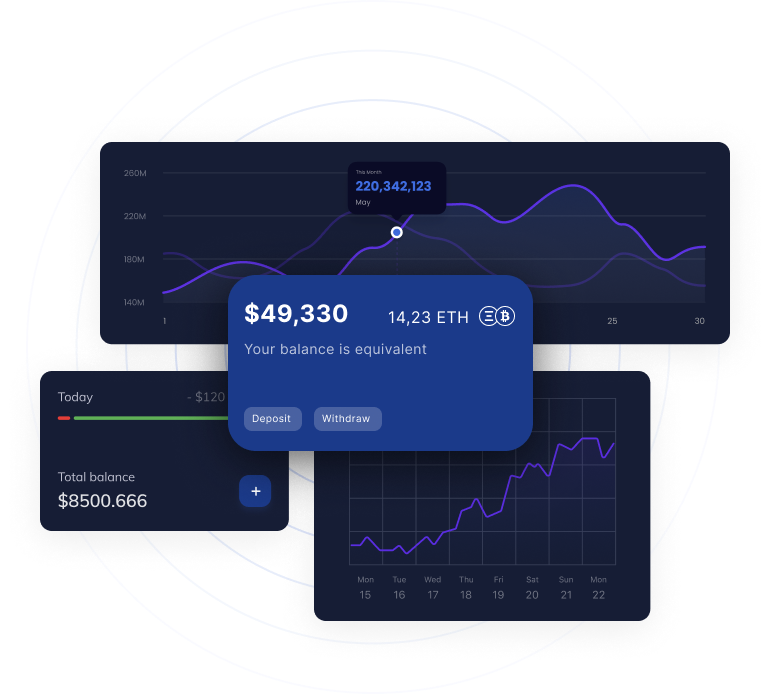 260M
220M
180M
140M
This Month
220,342,123
May
1
25
30
$49,330
14,23 ETH
Your balance is equivalent
Deposit
Withdraw
Today
- $120
Total balance
$8500.666
+
Mon Tue Wed Thu Fri Sat Sun Mon
15 16 17 18 19 20 21 22